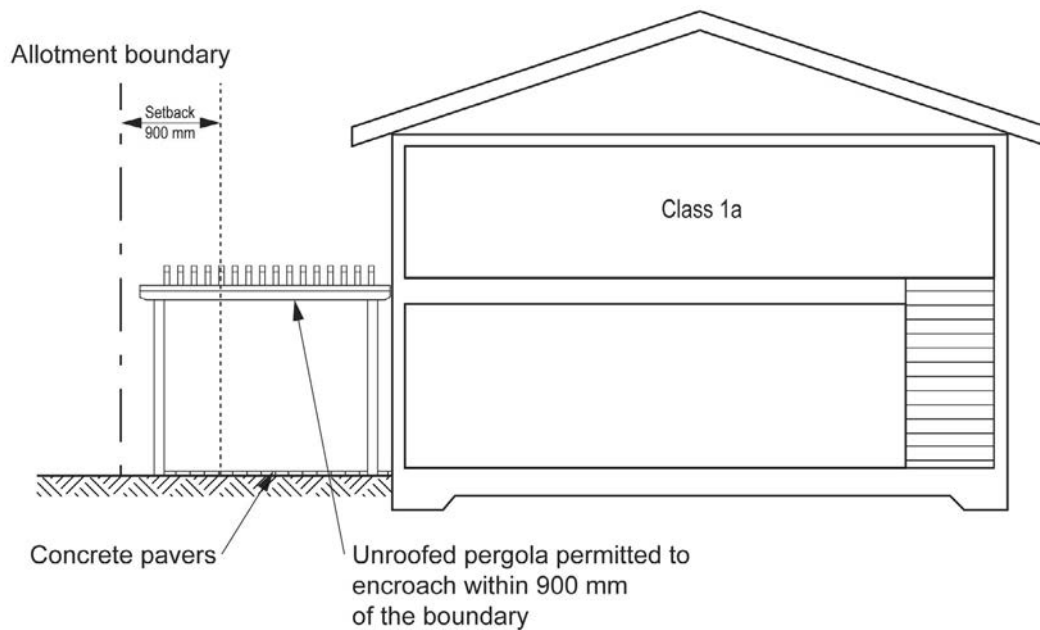 Allotment boundary
Setback
900 mm
Class 1a
Concrete pavers
Unroofed pergola permitted to
encroach within 900 mm
of the boundary